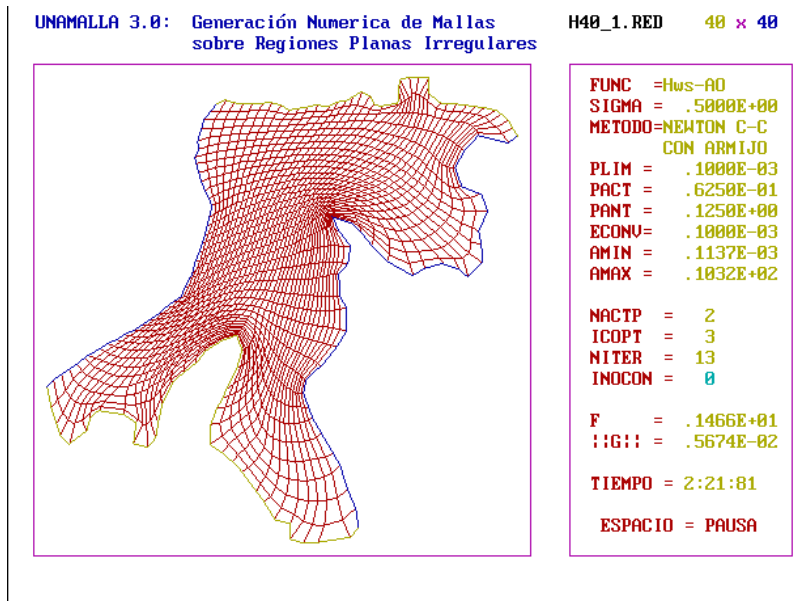 UNAMALLA 3.0: Generación Numerica de Mallas
sobre Regiones Planas Irregulares
H40_1.RED 40 x 40
FUNC =Hws-AO
SIGMA = .5000E+00
METODO=NEWTON C-C
CON ARMIJO
PLIM = .1000E-03
PACT = .6250E-01
PANT = .1250E+00
ECONV= .1000E-03
AMIN = .1137E-03
AMAX = .1032E+02
NACTP = 2
ICOPT = 3
NITER = 13
INOCON = 0
F = .1466E+01
¦¦G¦¦ = .5674E-02
TIEMPO = 2:21:81
ESPACIO = PAUSA